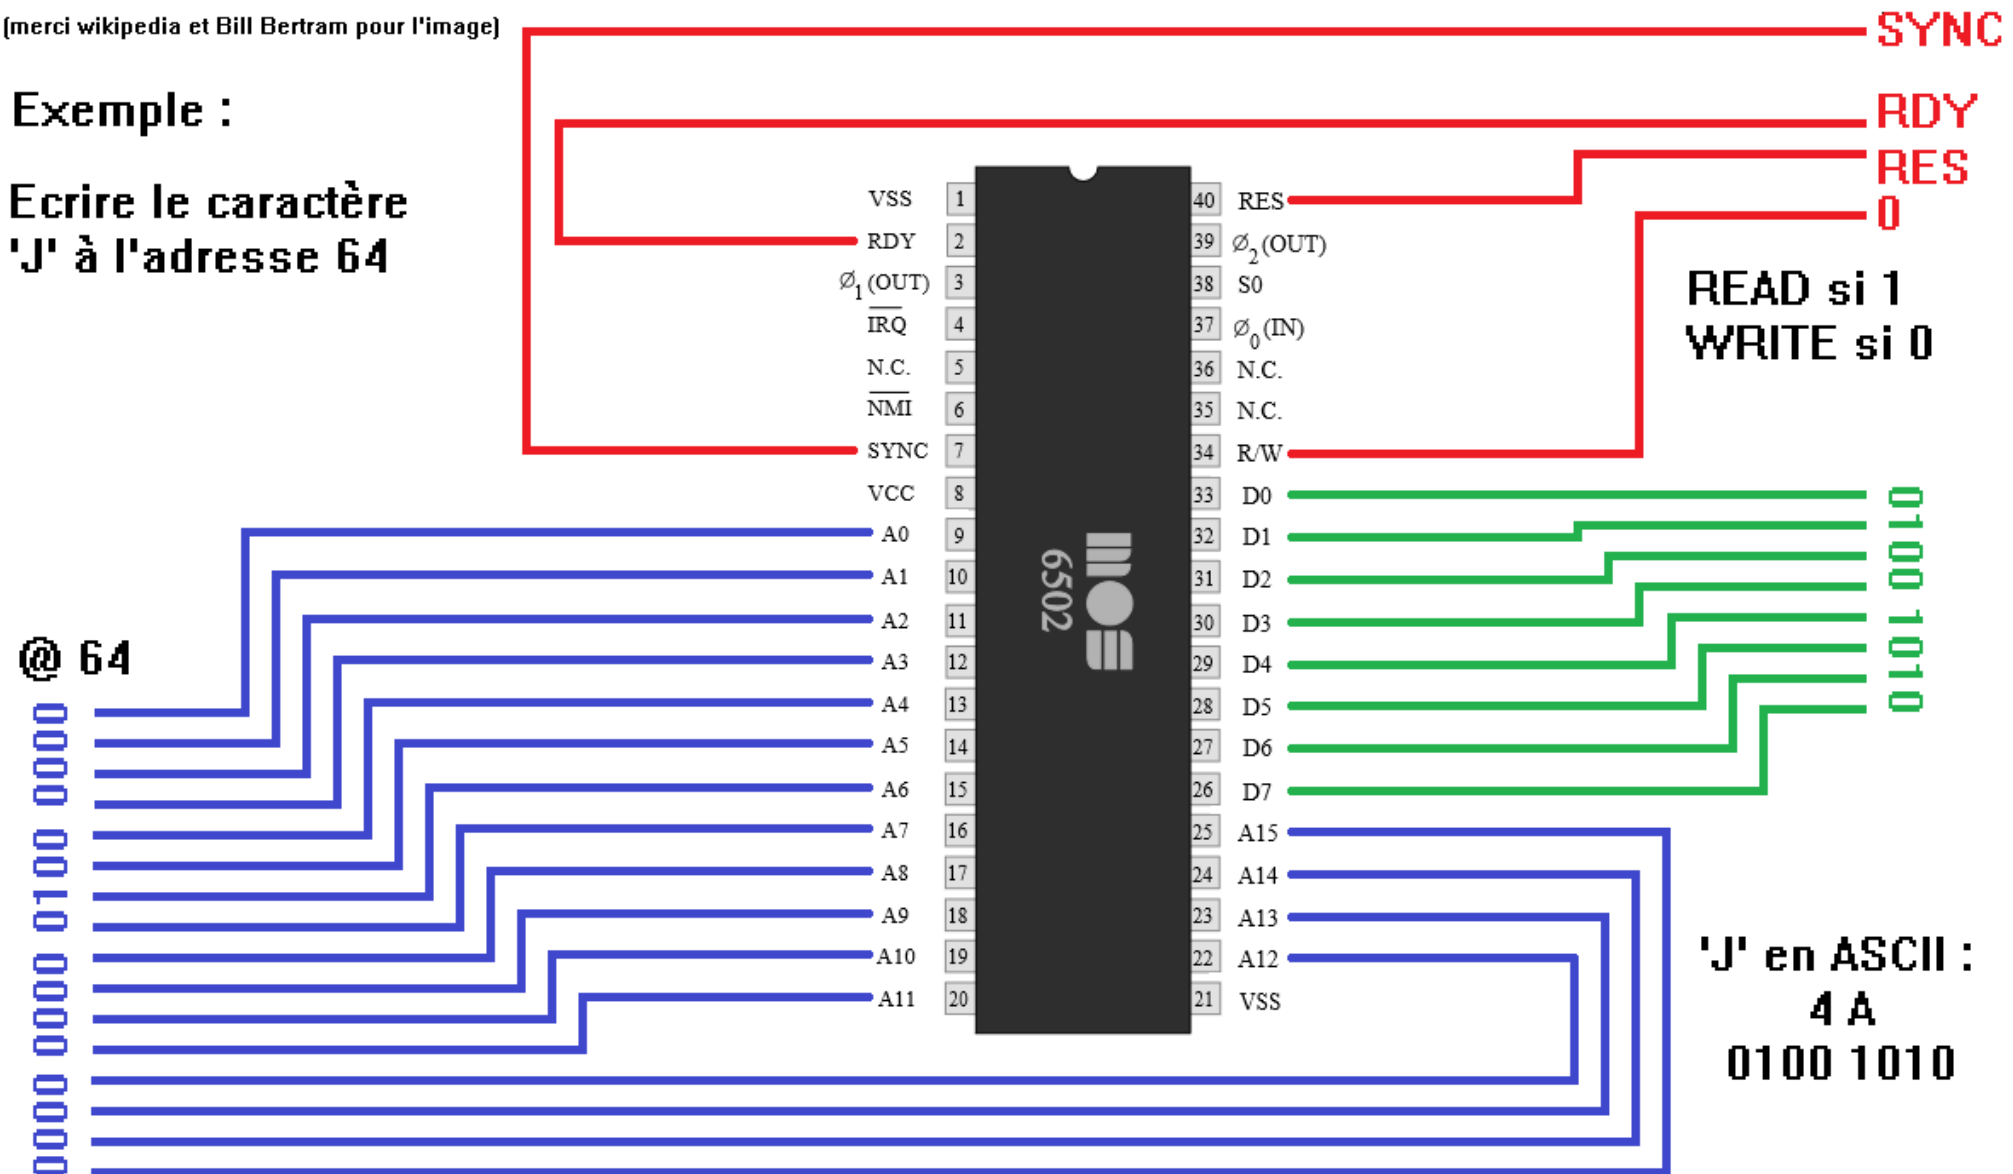 (merci wikipedia et Bill Bertram pour l'image)
SYNC
Exemple :
RDY
RES
0
Ecrire le caractère
'J' à l'adresse 64
READ si 1
WRITE si 0
VSS 1
RDY 2
Ø1 (OUT) 3
IRQ 4
N.C. 5
NMI 6
SYNC 7
VCC 8
A0 9
A1 10
A2 11
A3 12
A4 13
A5 14
A6 15
A7 16
A8 17
A9 18
A10 19
A11 20
mos
6502
40 RES
39 Ø2 (OUT)
38 S0
37 Ø0 (IN)
36 N.C.
35 N.C.
34 R/W
33 D0
32 D1
31 D2
30 D3
29 D4
28 D5
27 D6
26 D7
25 A15
24 A14
23 A13
22 A12
21 VSS
0100 1010
@ 64
0000 0100 0000 0000
'J' en ASCII :
4 A
0100 1010